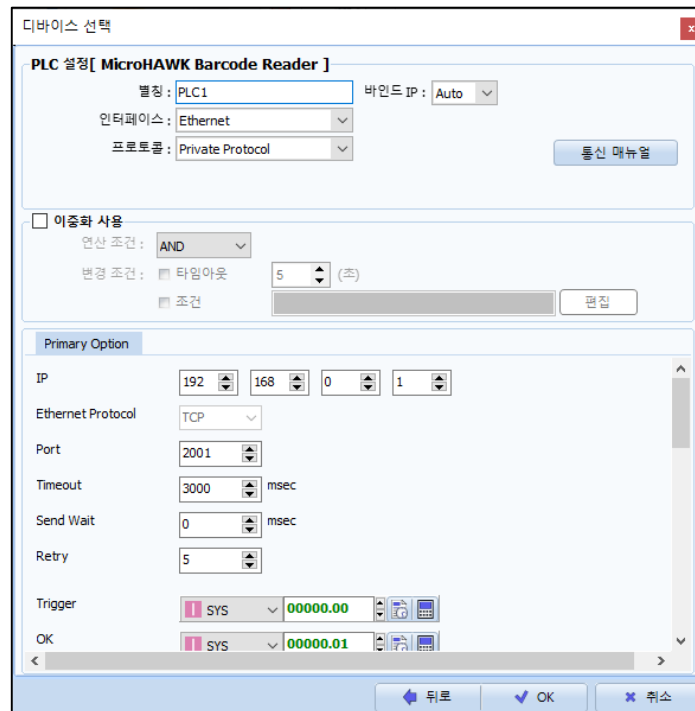 디바이스 선택
x
PLC 설정[ MicroHAWK Barcode Reader ]
별칭 : PLC1 바인드 IP : Auto
인터페이스 : Ethernet
프로토콜 : Private Protocol
통신 매뉴얼
이중화 사용
연산 조건 : AND
변경 조건 : 타임아웃 5 (초)
조건 편집
Primary Option
IP 192 168 0 1
Ethernet Protocol TCP
Port 2001
Timeout 3000 msec
Send Wait 0 msec
Retry 5
Trigger I SYS 00000.00
OK I SYS 00000.01
뒤로 OK 취소